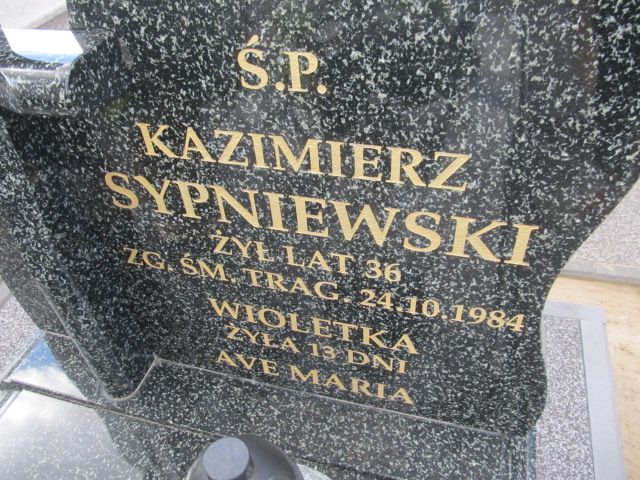 Ś.P.
KAZIMIERZ
SYPNIEWSKI
ŻYŁ LAT 36
ZG. ŚM. TRAG. 24.10.1984
WIOLETKA
ŻYŁA 13 DNI
AVE MARIA